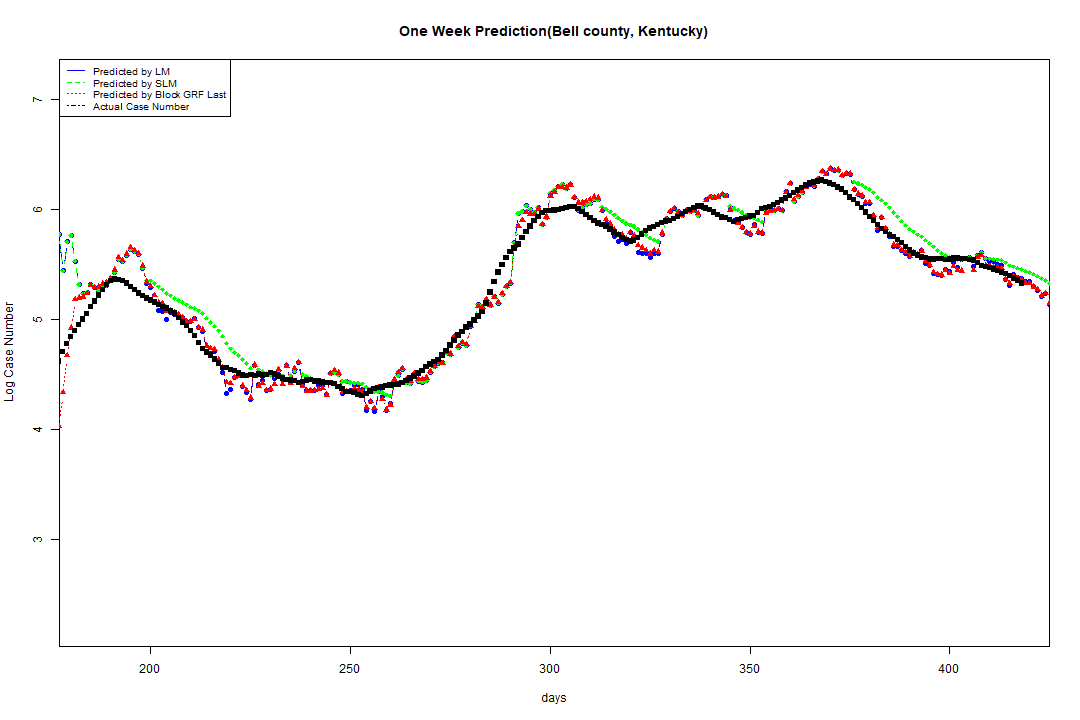 One Week Prediction(Bell county, Kentucky)
Predicted by LM
Predicted by SLM
Predicted by Block GRF Last
Actual Case Number
7
6
5
4
3
Log Case Number
200 250 300 350 400
days